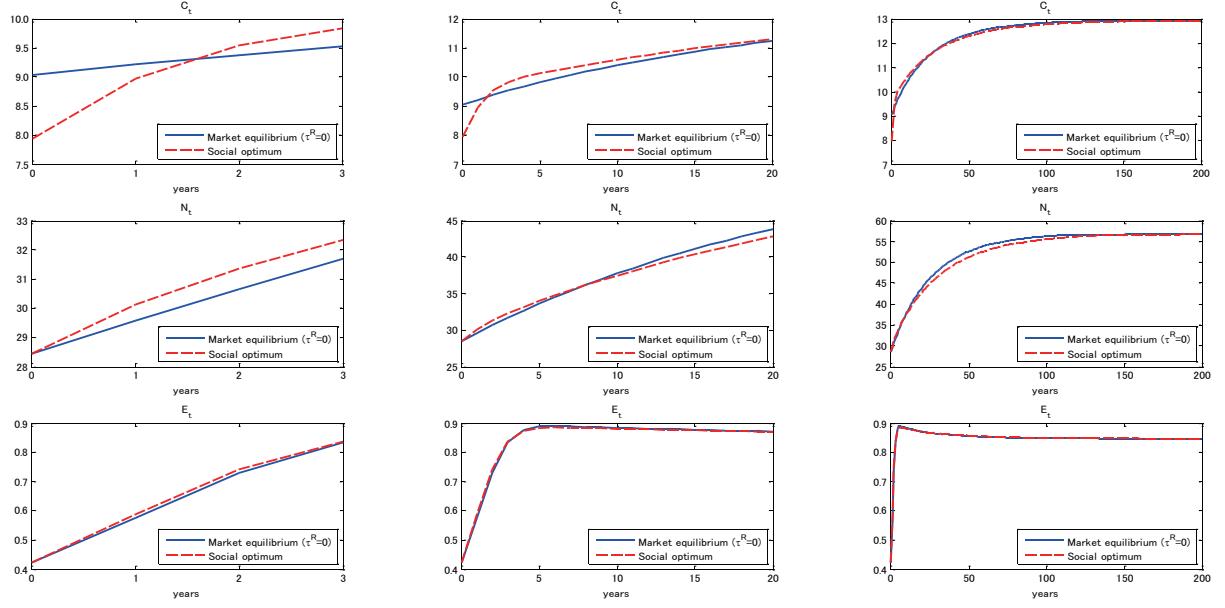 C_t
10.0
9.5
9.0
8.5
8.0
7.5
0 1 2 3
years
Market equilibrium (τ^R=0)
Social optimum
C_t
12
11
10
9
8
7
0 5 10 15 20
years
Market equilibrium (τ^R=0)
Social optimum
C_t
13
12
11
10
9
8
7
0 50 100 150 200
years
Market equilibrium (τ^R=0)
Social optimum
N_t
33
32
31
30
29
28
0 1 2 3
years
Market equilibrium (τ^R=0)
Social optimum
N_t
45
40
35
30
25
0 5 10 15 20
years
Market equilibrium (τ^R=0)
Social optimum
N_t
60
55
50
45
40
35
30
25
0 50 100 150 200
years
Market equilibrium (τ^R=0)
Social optimum
E_t
0.9
0.8
0.7
0.6
0.5
0.4
0 1 2 3
years
Market equilibrium (τ^R=0)
Social optimum
E_t
0.9
0.8
0.7
0.6
0.5
0.4
0 5 10 15 20
years
Market equilibrium (τ^R=0)
Social optimum
E_t
0.9
0.8
0.7
0.6
0.5
0.4
0 50 100 150 200
years
Market equilibrium (τ^R=0)
Social optimum